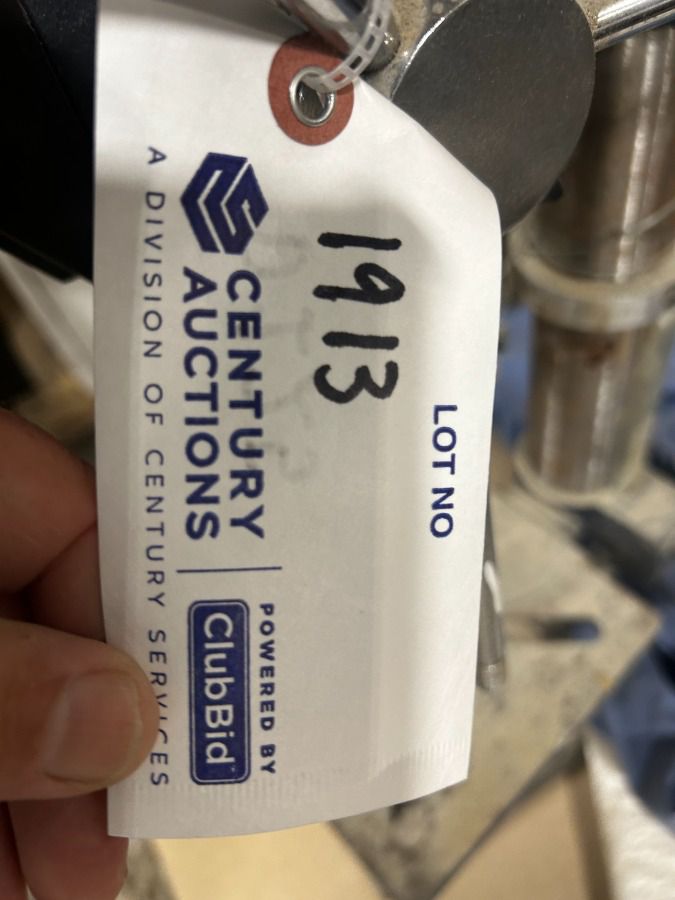 LOT NO
1913
CENTURY
AUCTIONS
POWERED BY
ClubBid
A DIVISION OF CENTURY SERVICES